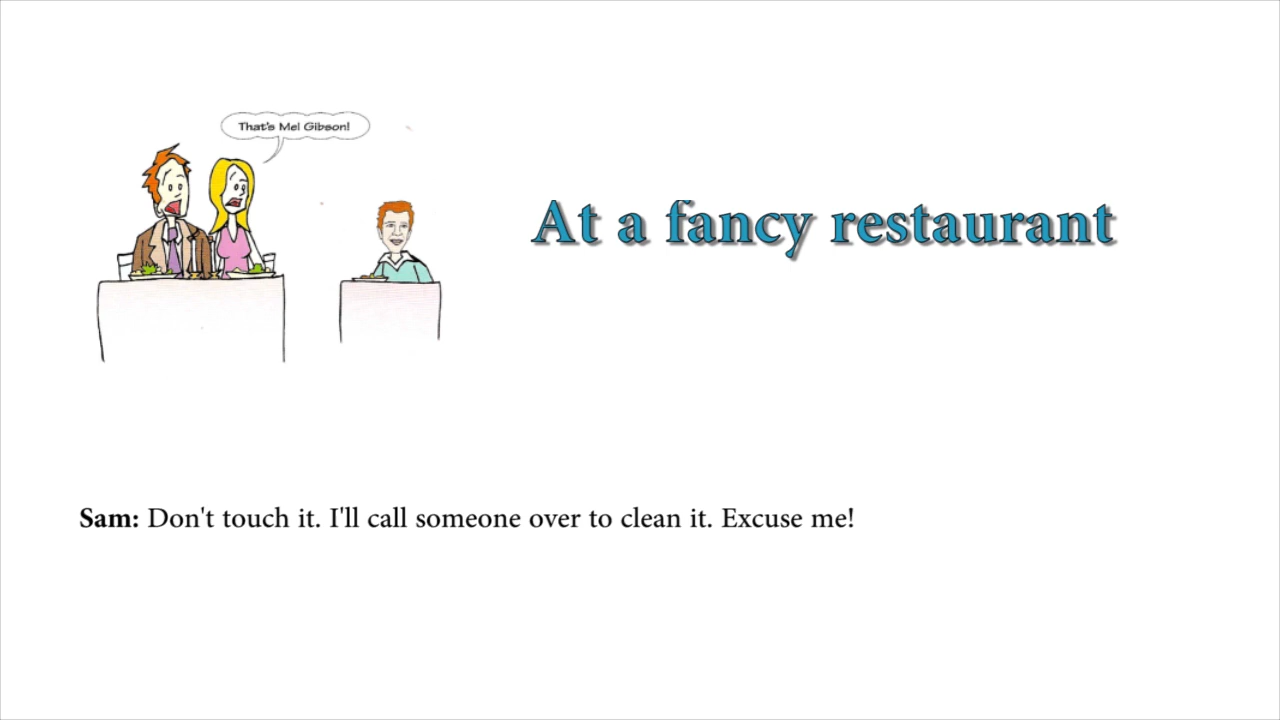 That's Mel Gibson!
At a fancy restaurant
Sam: Don't touch it. I'll call someone over to clean it. Excuse me!